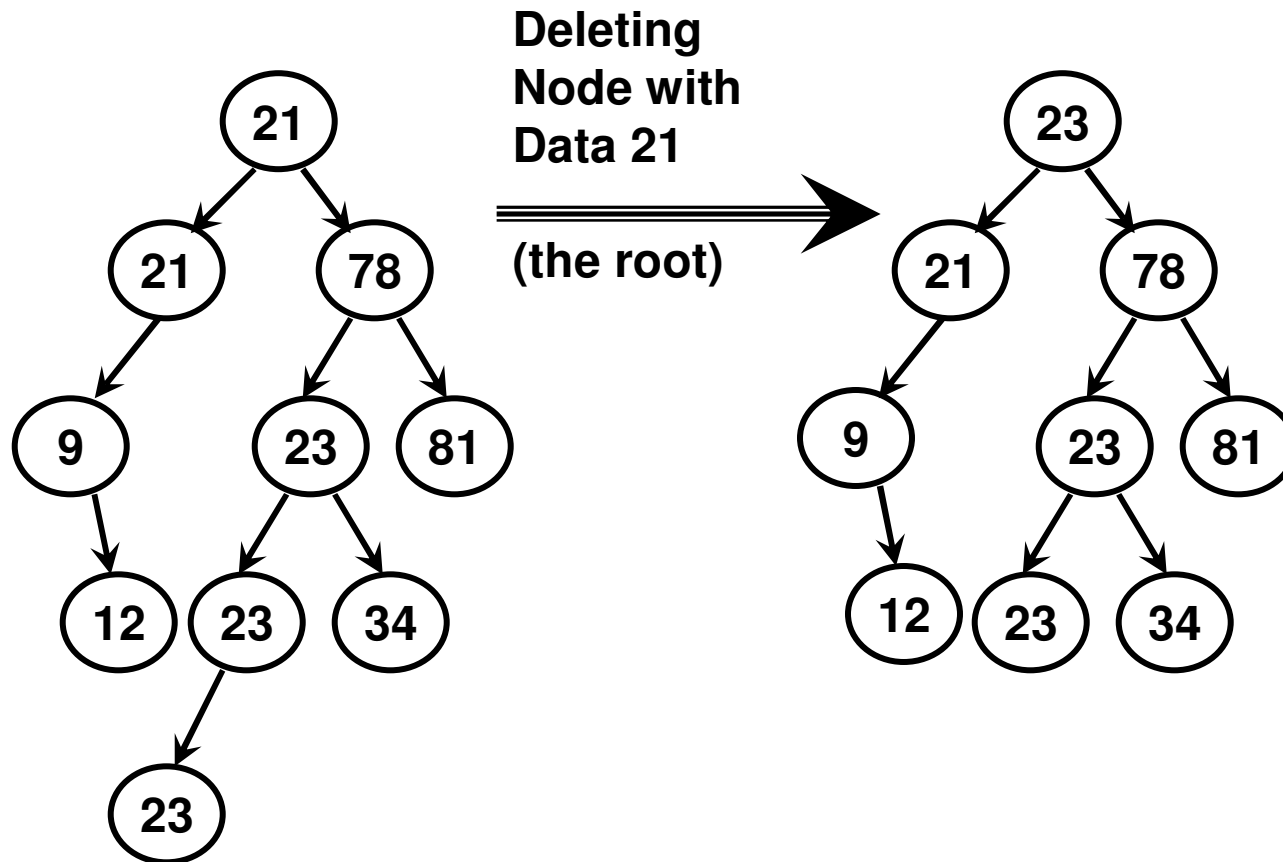 Deleting
Node with
Data 21
(the root)
21
21 78
9 23 81
12 23 34
23
23
21 78
9 23 81
12 23 34